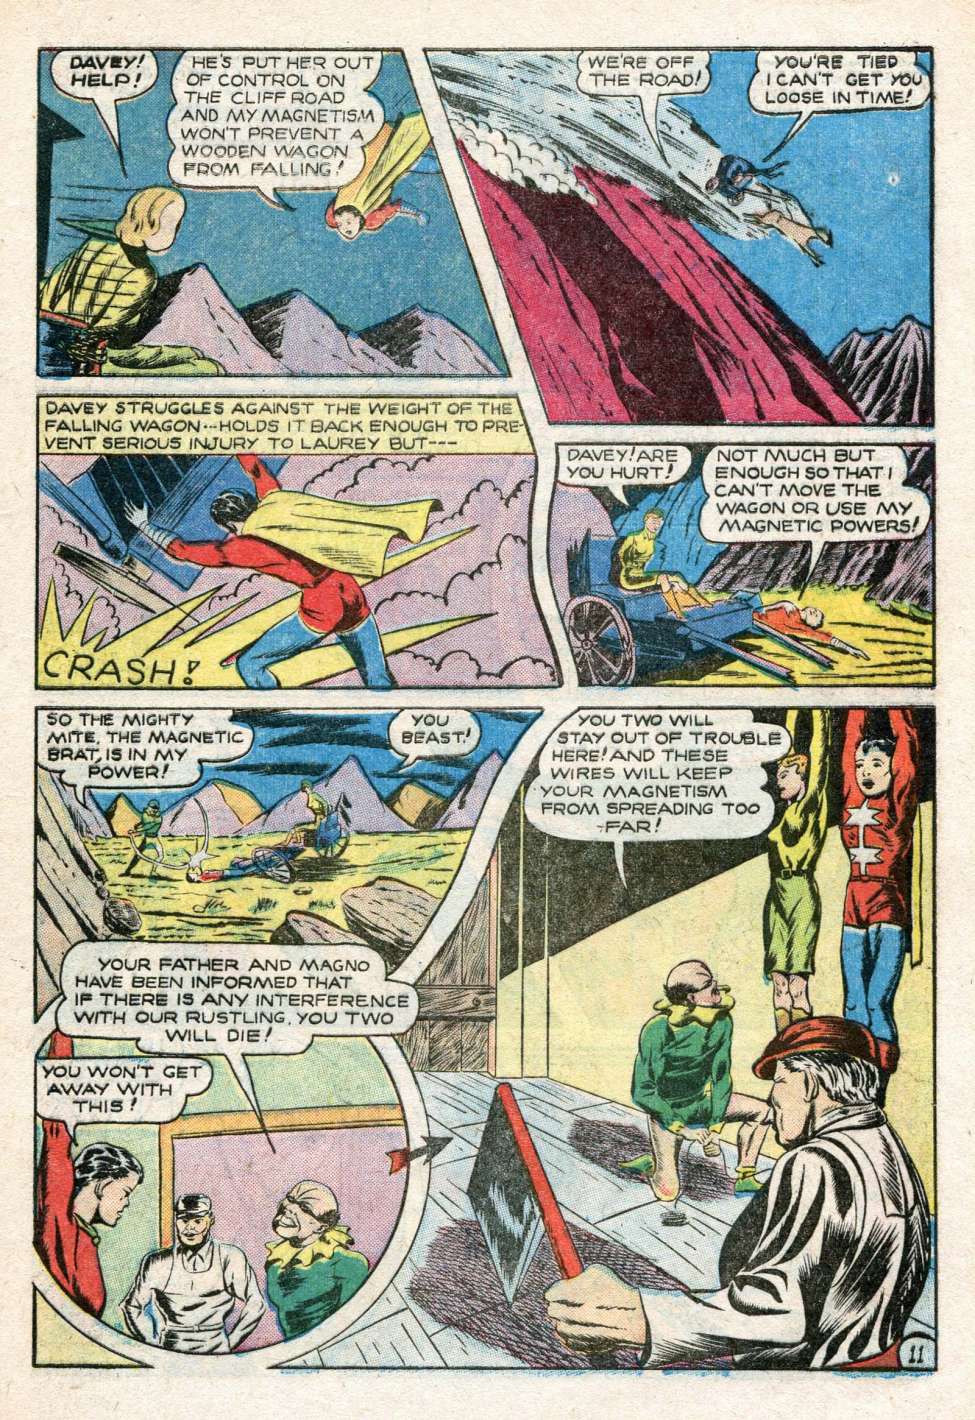 DAVEY!
HELP!
HE'S PUT HER OUT
OF CONTROL ON
THE CLIFF ROAD
AND MY MAGNETISM
WON'T PREVENT A
WOODEN WAGON
FROM FALLING!
WE'RE OFF
THE ROAD!
YOU'RE TIED
I CAN'T GET YOU
LOOSE IN TIME!
DAVEY STRUGGLES AGAINST THE WEIGHT OF THE
FALLING WAGON---HOLDS IT BACK ENOUGH TO PRE-
VENT SERIOUS INJURY TO LAUREY BUT---
CRASH!
DAVEY! ARE
YOU HURT!
NOT MUCH BUT
ENOUGH SO THAT I
CAN'T MOVE THE
WAGON OR USE MY
MAGNETIC POWERS!
SO THE MIGHTY
MITE, THE MAGNETIC
BRAT, IS IN MY
POWER!
YOU
BEAST!
YOUR FATHER AND MAGNO
HAVE BEEN INFORMED THAT
IF THERE IS ANY INTERFERENCE
WITH OUR RUSTLING, YOU TWO
WILL DIE!
YOU WON'T GET
AWAY WITH
THIS!
YOU TWO WILL
STAY OUT OF TROUBLE
HERE! AND THESE
WIRES WILL KEEP
YOUR MAGNETISM
FROM SPREADING TOO
FAR!
11